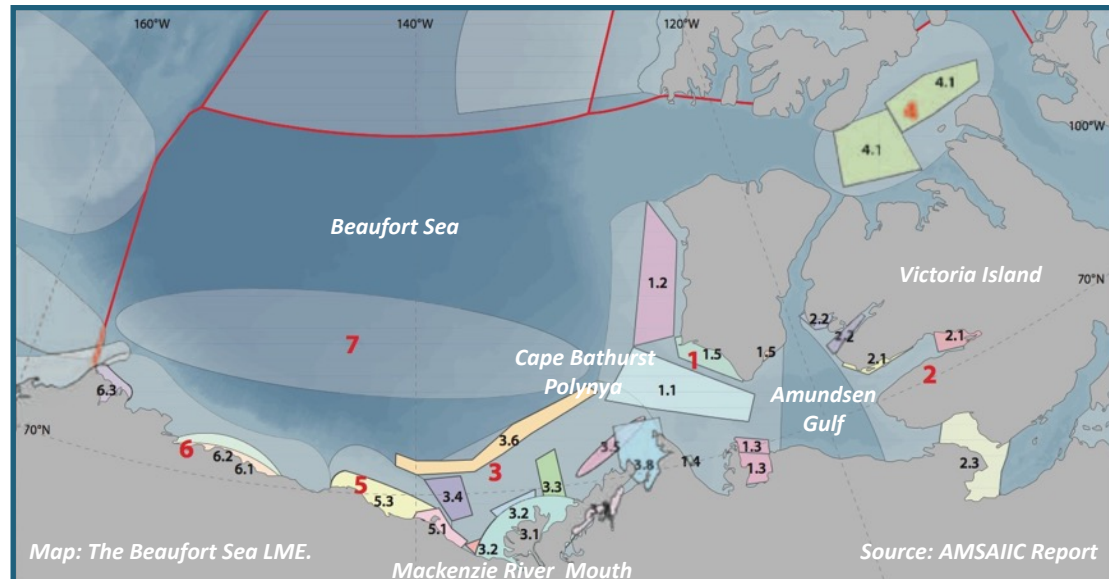 160°W
140°W
120°W
100°W
4.1
4
4.1
Beaufort Sea
Victoria Island
70°N
1.2
2.2
2.2
2.1
2.1
2
7
Cape Bathurst
Polynya
1
1.5
1.5
1.1
Amundsen
Gulf
6.3
70°N
6
6.2
6.1
3.6
3
3.5
3.8
1.4
1.3
1.3
2.3
5
5.3
3.4
3.3
3.2
5.1
3.1
3.2
Map: The Beaufort Sea LME.
Mackenzie River Mouth
Source: AMSAIIC Report